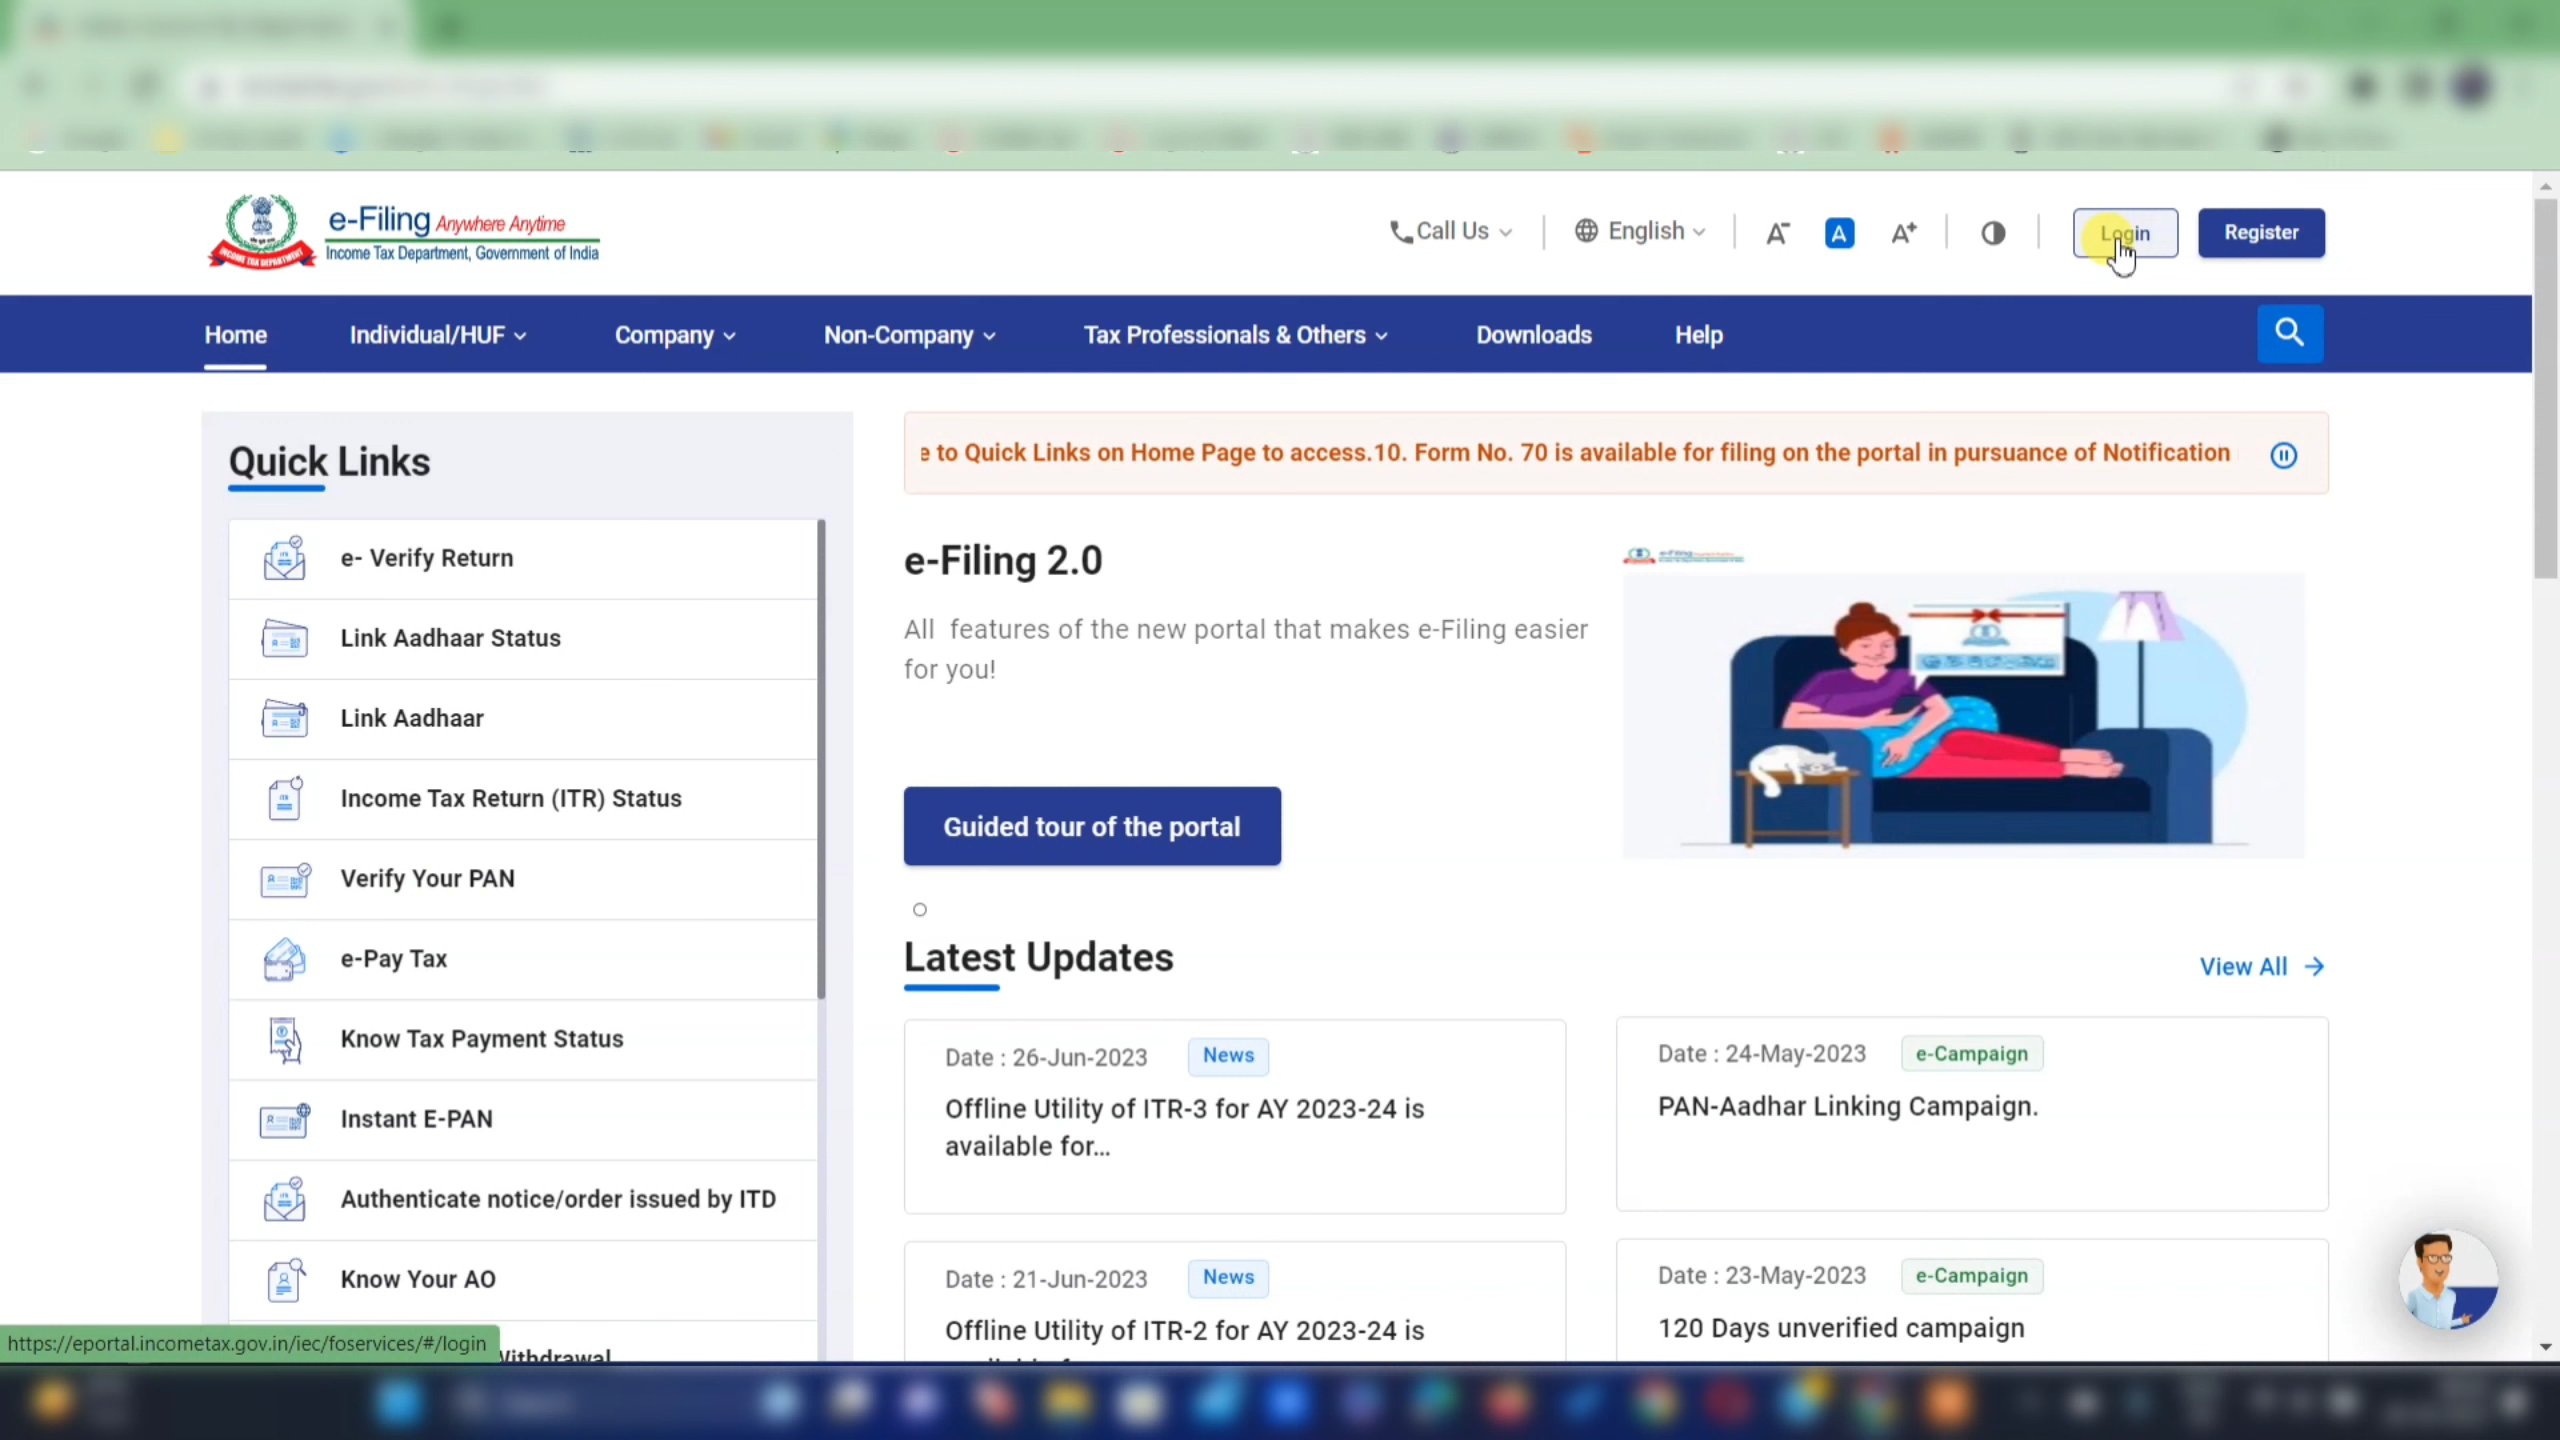 e-Filing Anywhere Anytime
Income Tax Department, Government of India
INCOME TAX DEPARTMENT
Call Us
English
A-
A
A+
Login
Register
Home
Individual/HUF
Company
Non-Company
Tax Professionals & Others
Downloads
Help
Quick Links
e- Verify Return
Link Aadhaar Status
Link Aadhaar
Income Tax Return (ITR) Status
Verify Your PAN
e-Pay Tax
Know Tax Payment Status
Instant E-PAN
Authenticate notice/order issued by ITD
Know Your AO
Withdrawal
e to Quick Links on Home Page to access.10. Form No. 70 is available for filing on the portal in pursuance of Notification
e-Filing 2.0
All features of the new portal that makes e-Filing easier
for you!
Guided tour of the portal
Latest Updates
View All
Date : 26-Jun-2023 News
Offline Utility of ITR-3 for AY 2023-24 is
available for...
Date : 24-May-2023 e-Campaign
PAN-Aadhar Linking Campaign.
Date : 21-Jun-2023 News
Offline Utility of ITR-2 for AY 2023-24 is
Date : 23-May-2023 e-Campaign
120 Days unverified campaign
https://eportal.incometax.gov.in/iec/foservices/#/login